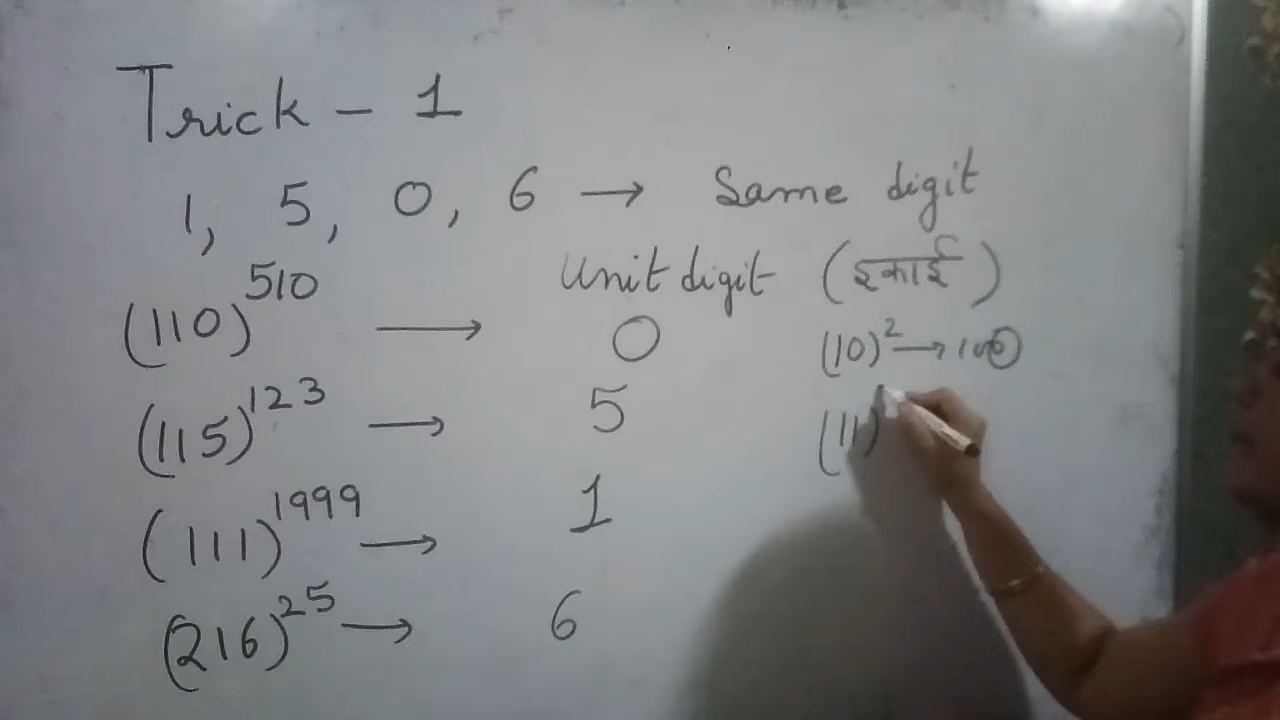 Trick - 1
1, 5, 0, 6 → Same digit
Unit digit (इकाई)
(110)^510 → 0
(10)^2 → 100
(115)^123 → 5
(11)
(111)^1999 → 1
(216)^25 → 6